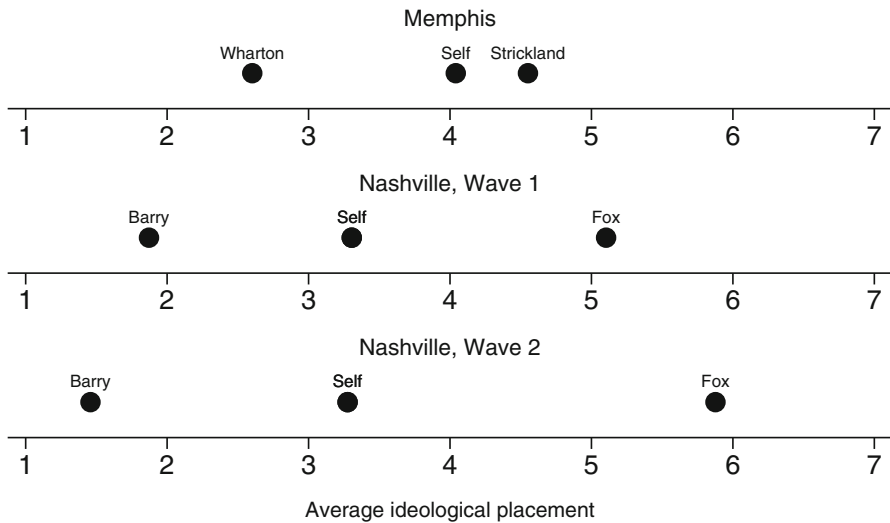 Memphis
Wharton Self Strickland
1 2 3 4 5 6 7
Nashville, Wave 1
Barry Self Fox
1 2 3 4 5 6 7
Nashville, Wave 2
Barry Self Fox
1 2 3 4 5 6 7
Average ideological placement